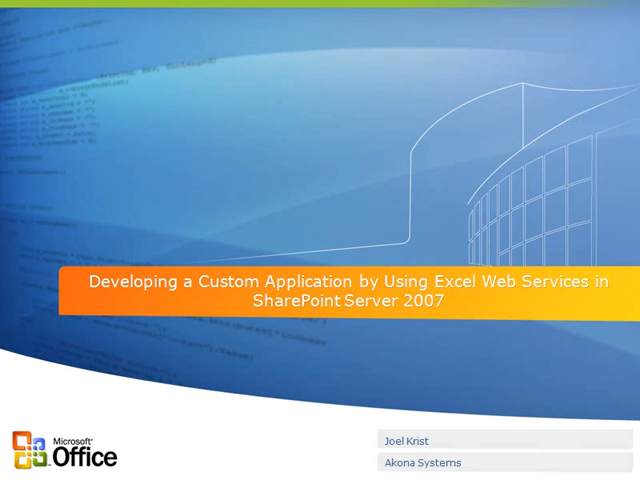 Developing a Custom Application by Using Excel Web Services in
SharePoint Server 2007
Microsoft
Office
Joel Krist
Akona Systems